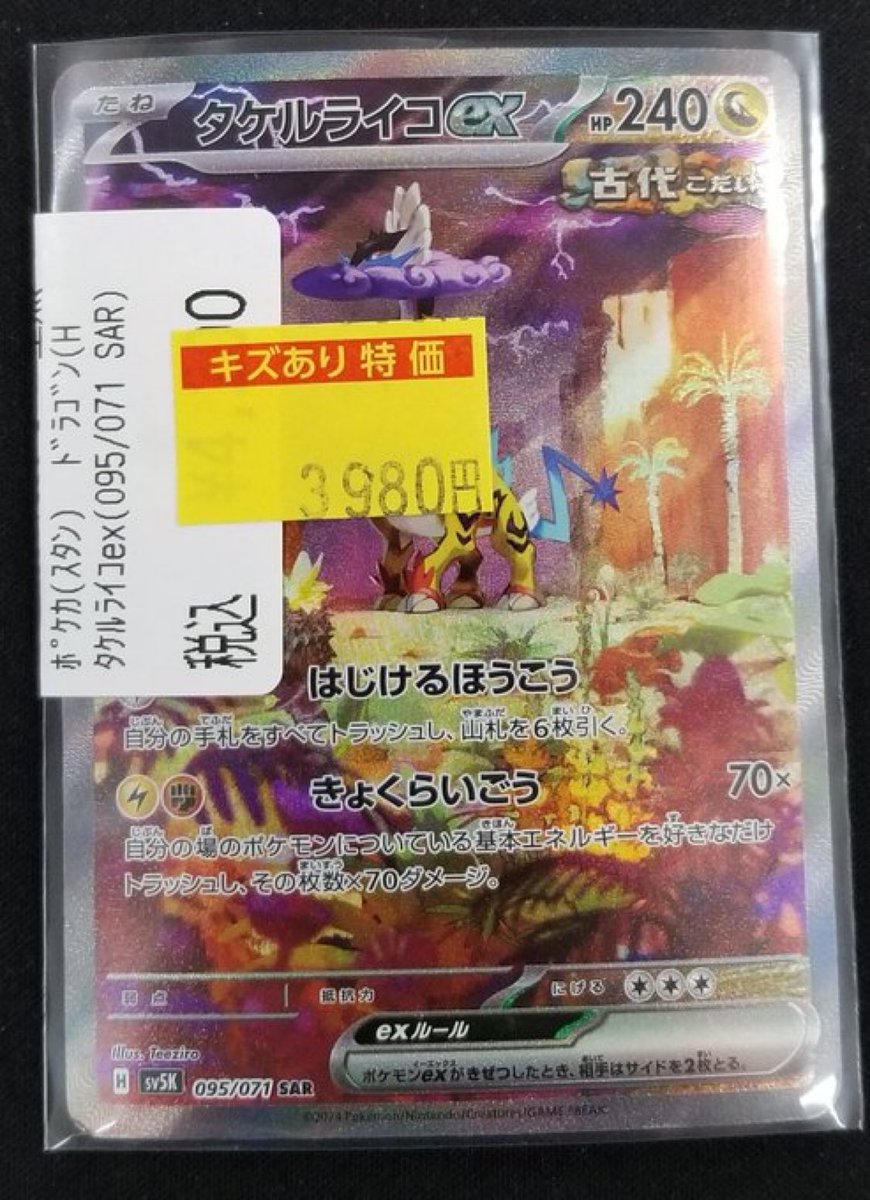 たね
タケルライコex
HP240
古代 こだい
ポケカ(スタン) ドラゴン(H
タケルライコex(095/071 SAR)
税込
キズあり特価
3980円
はじけるほうこう
自分の手札をすべてトラッシュし、山札を6枚引く。
きょくらいごう 70×
自分の場のポケモンについている基本エネルギーを好きなだけ
トラッシュし、その枚数×70ダメージ。
弱点 抵抗力 にげる
exルール
ポケモンexがきぜつしたとき、相手はサイドを2枚とる。
Illus. Teeziro
H sv5K 095/071 SAR
©2024 Pokémon/Nintendo/Creatures/GAME FREAK